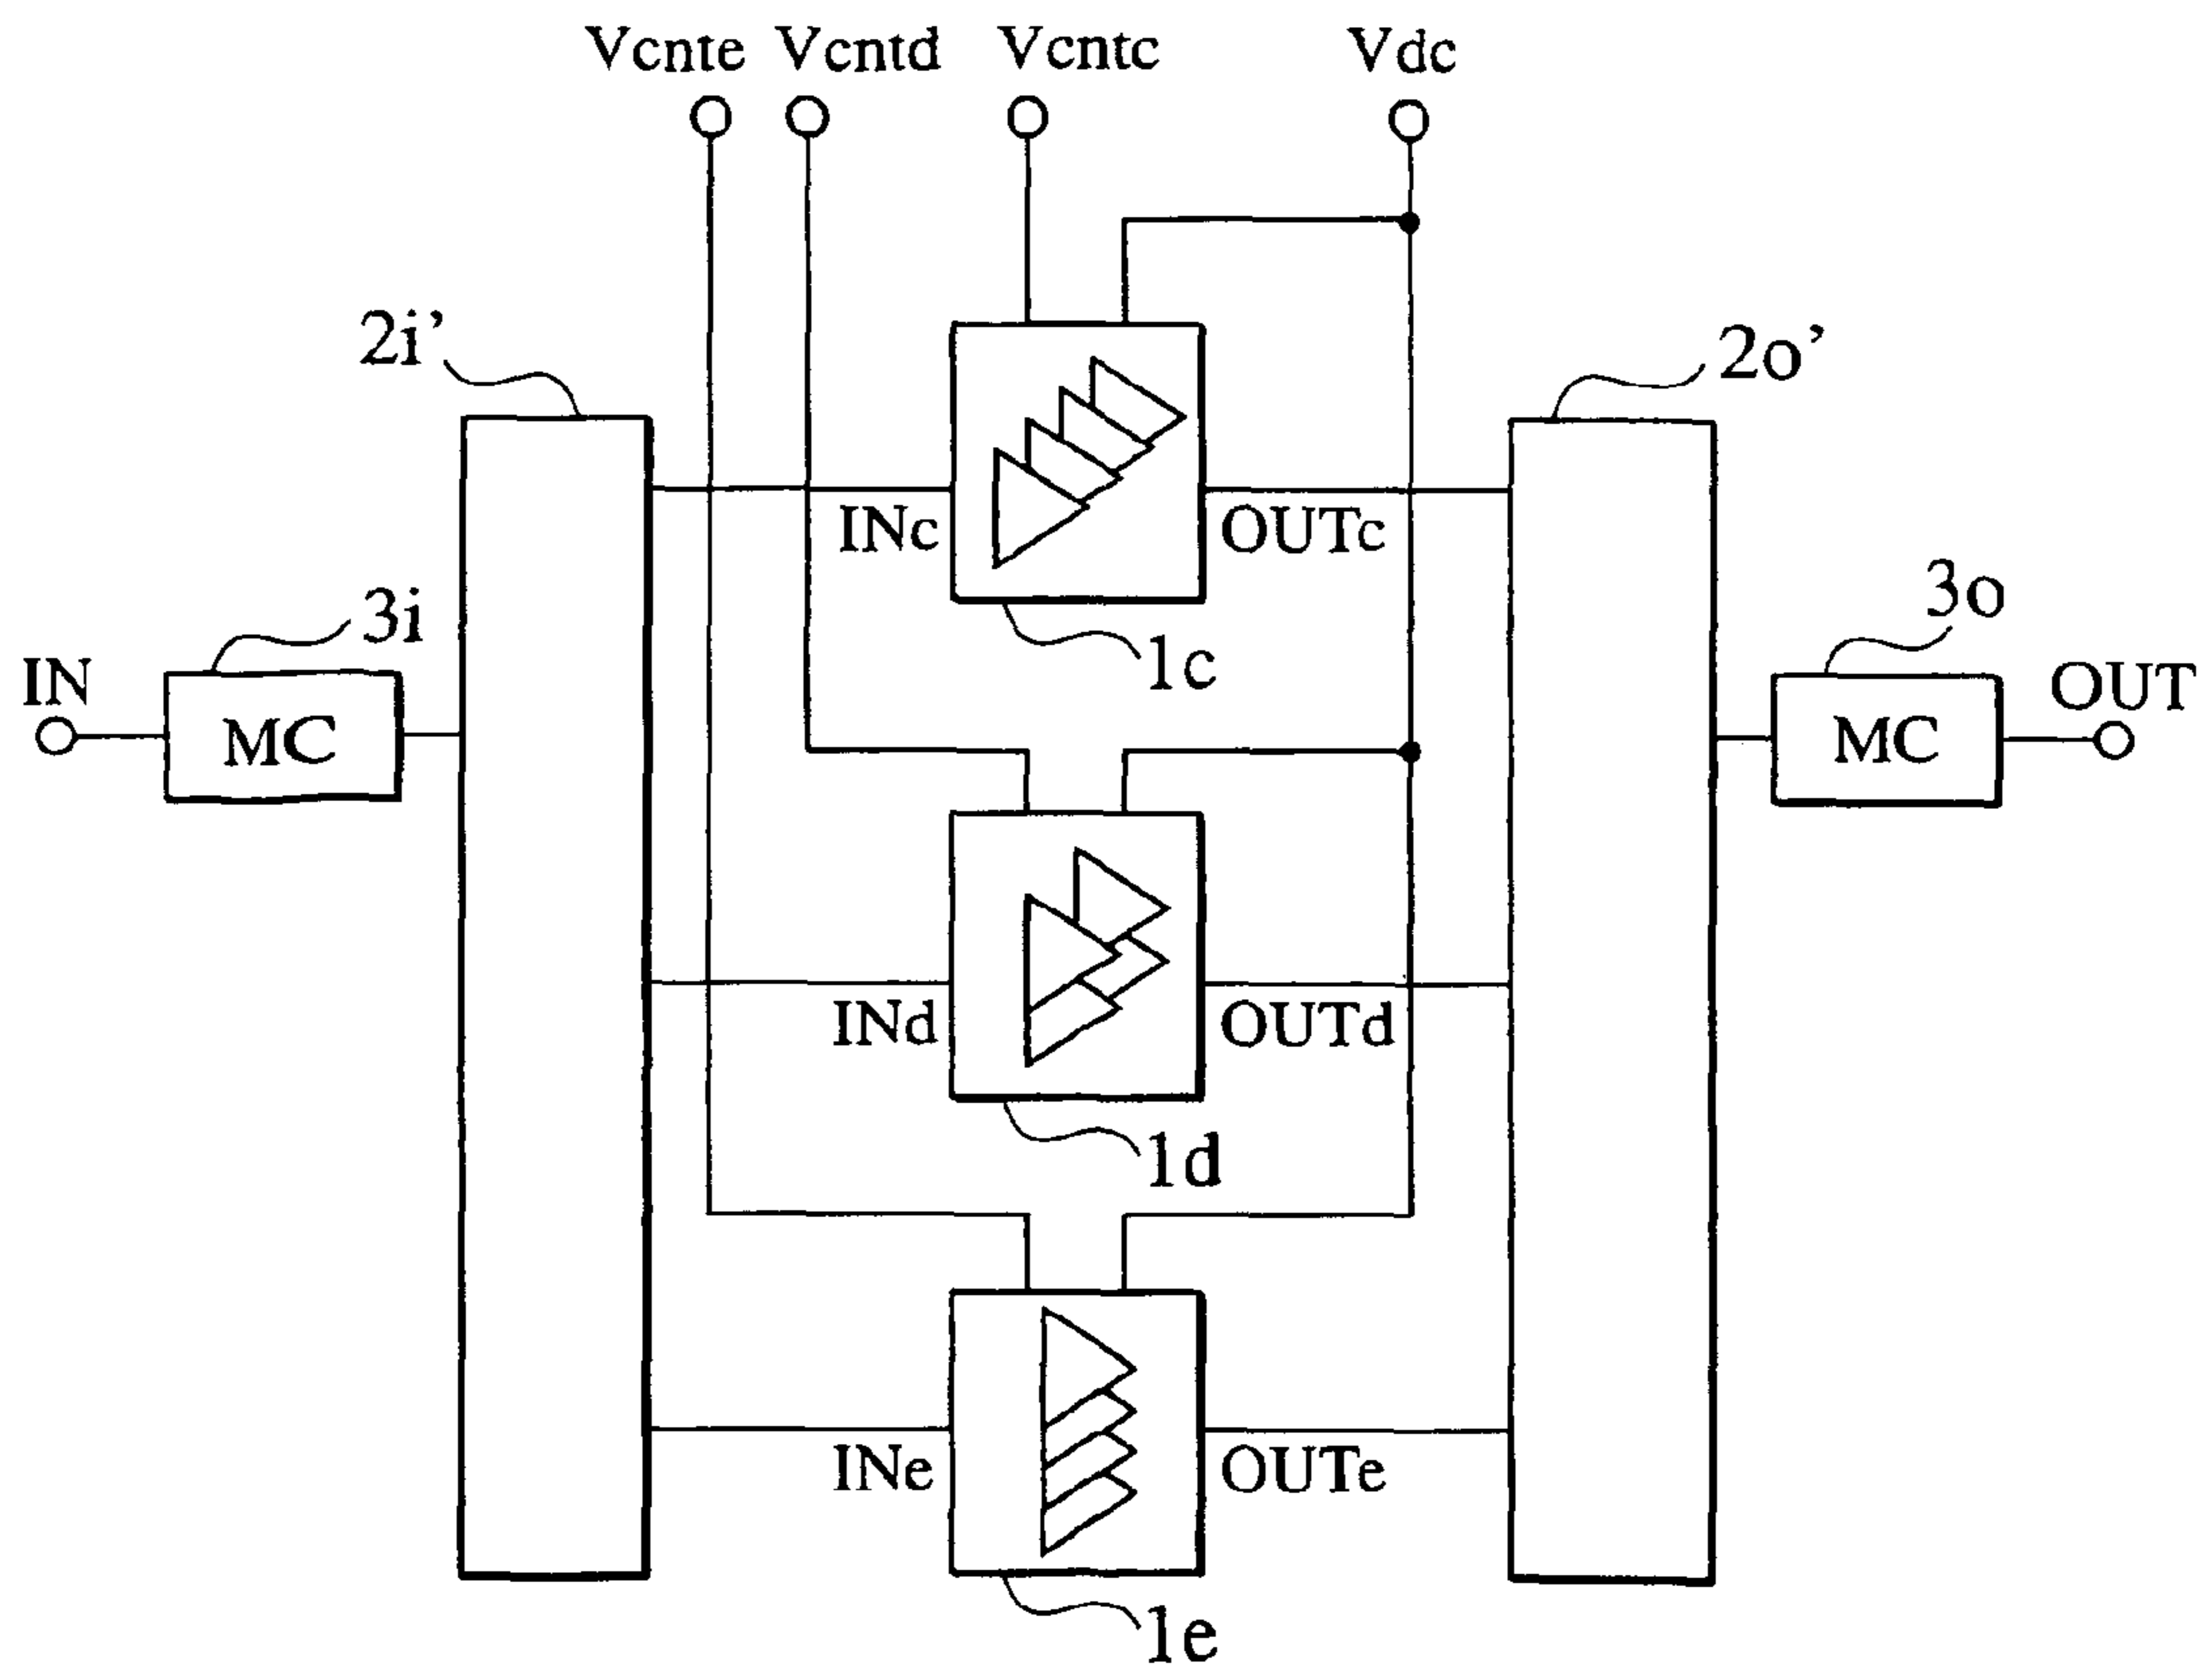 Vcnte Vcntd Vcntc Vdc
2i’
2o’
INc
OUTc
3i
3o
1c
IN
MC
MC
OUT
INd
OUTd
1d
INe
OUTe
1e